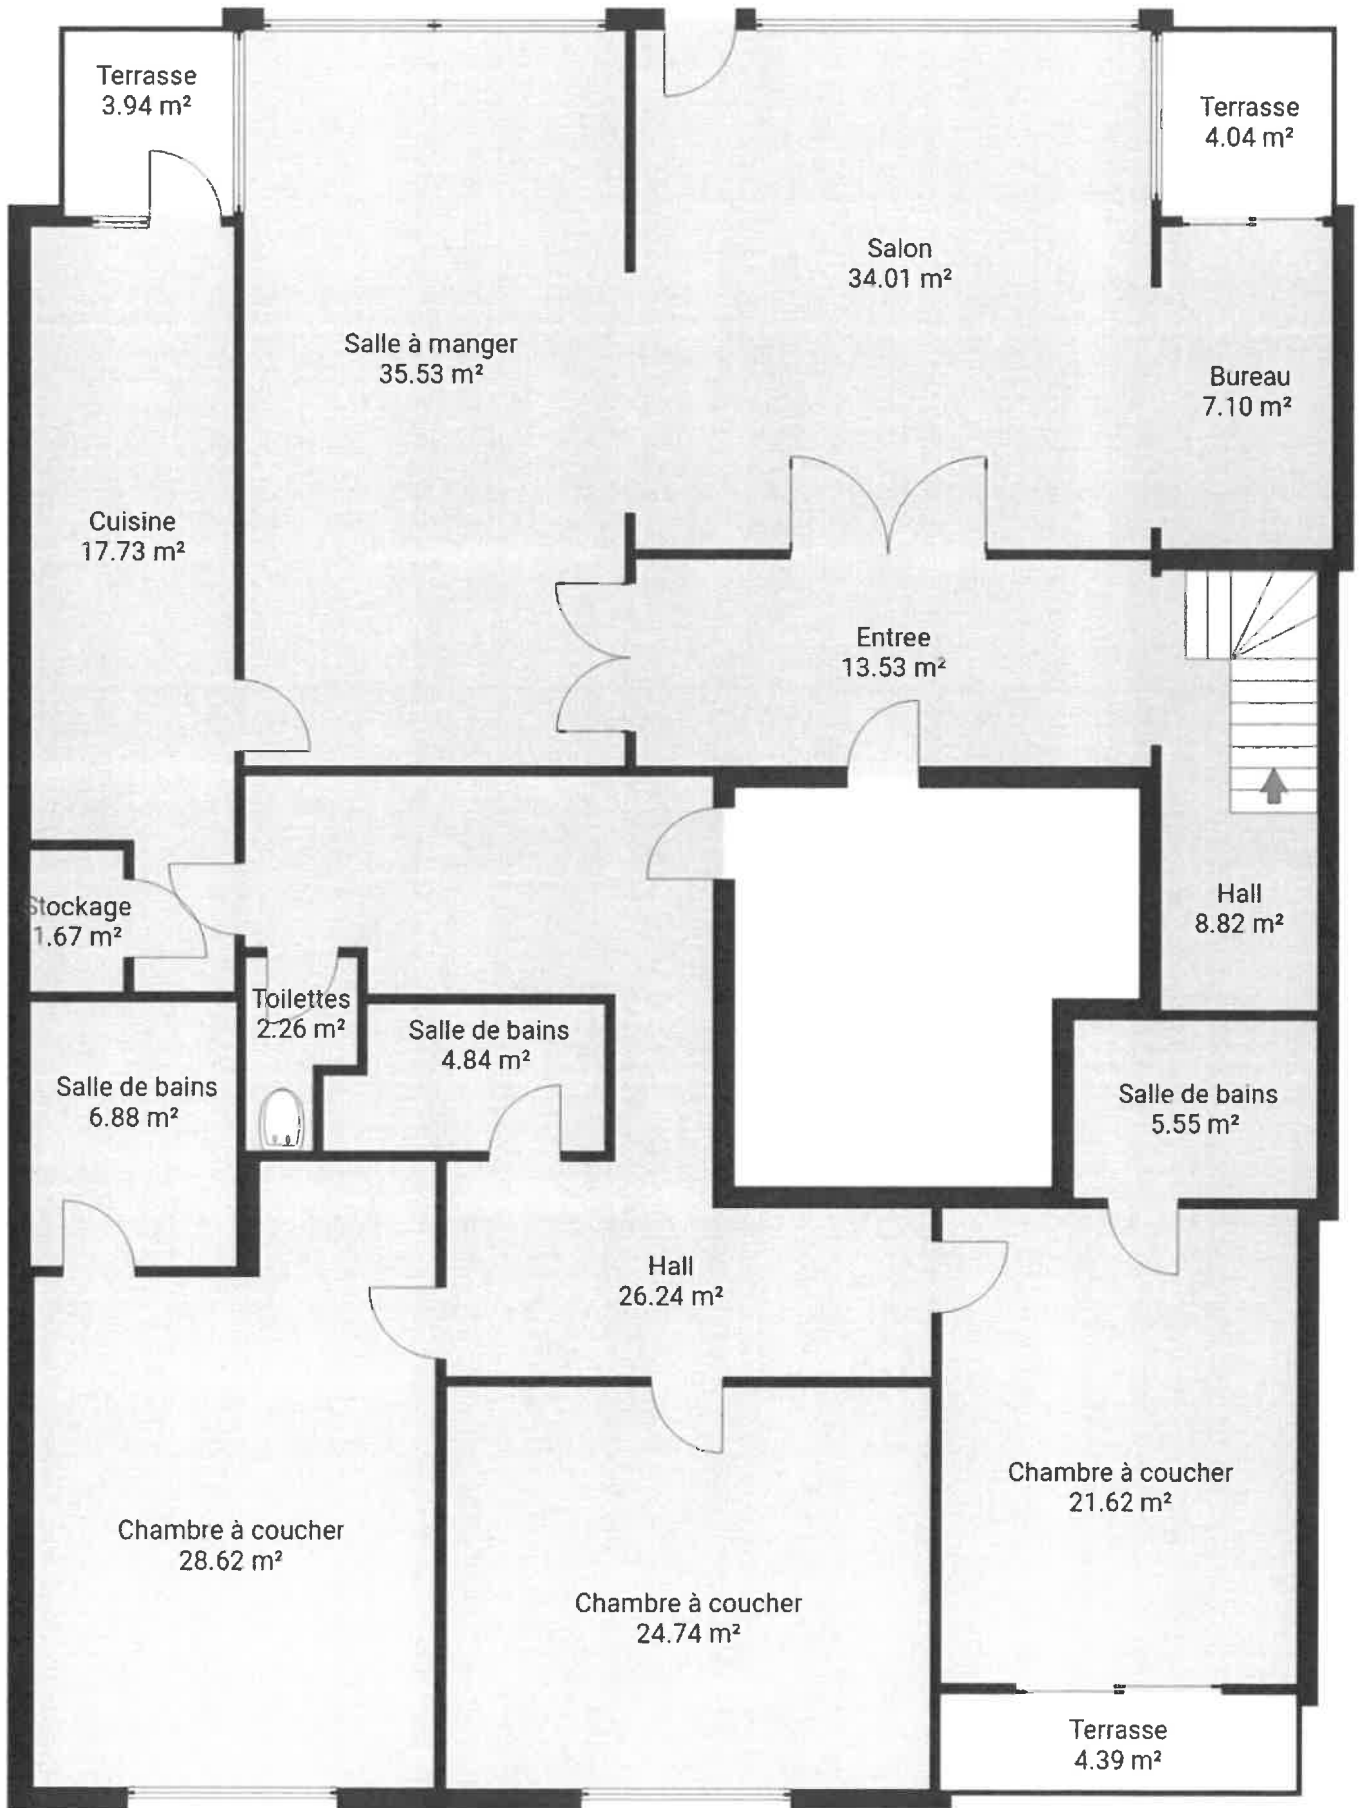 Terrasse
3.94 m²
Terrasse
4.04 m²
Salon
34.01 m²
Salle à manger
35.53 m²
Bureau
7.10 m²
Cuisine
17.73 m²
Entree
13.53 m²
Stockage
1.67 m²
Hall
8.82 m²
Toilettes
2.26 m²
Salle de bains
4.84 m²
Salle de bains
6.88 m²
Salle de bains
5.55 m²
Hall
26.24 m²
Chambre à coucher
21.62 m²
Chambre à coucher
28.62 m²
Chambre à coucher
24.74 m²
Terrasse
4.39 m²